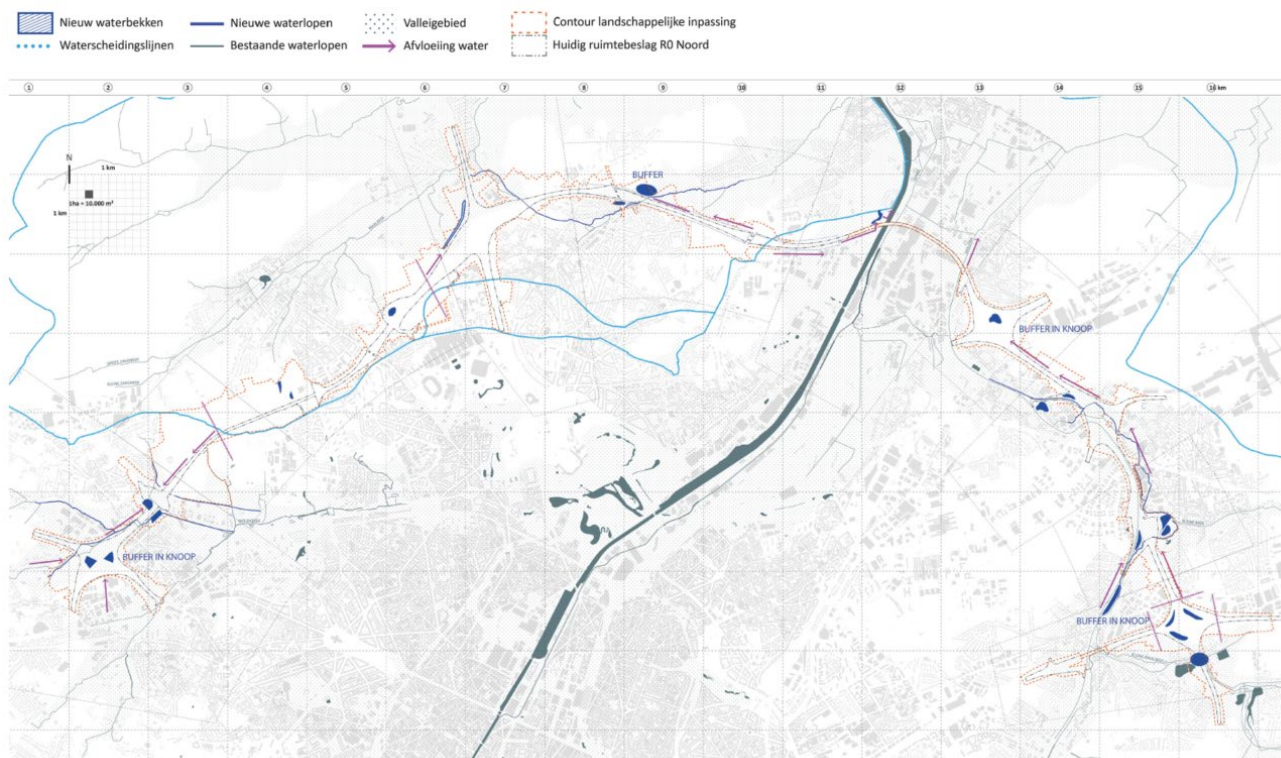 Nieuw waterbekken
Nieuwe waterlopen
Valleigebied
Contour landschappelijke inpassing
Waterscheidingslijnen
Bestaande waterlopen
Afvloeiing water
Huidig ruimtebeslag R0 Noord
1 2 3 4 5 6 7 8 9 10 11 12 13 14 15 16 km
N
1 km
1ha = 10.000 m²
1 km
BUFFER
BUFFER IN KNOOP
BUFFER IN KNOOP
BUFFER IN KNOOP